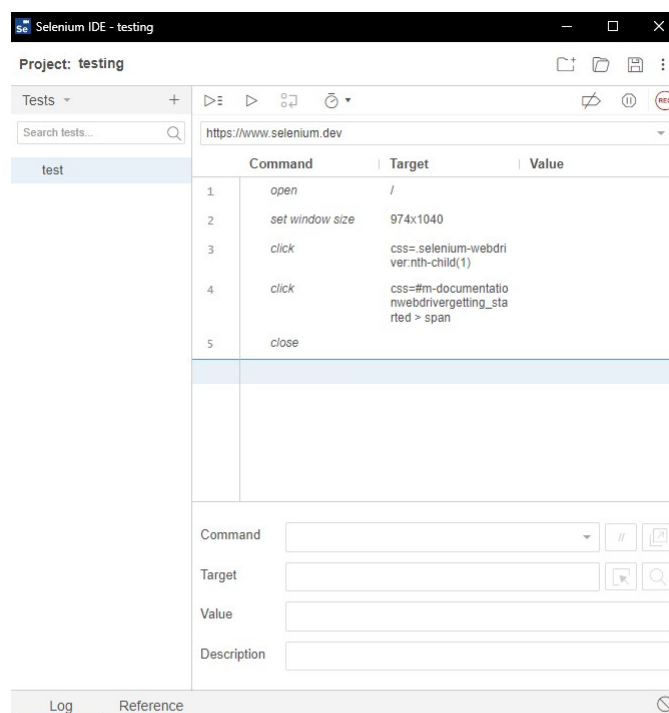 Se Selenium IDE - testing
Project: testing
Tests
Search tests...
test
https://www.selenium.dev
Command Target Value
1 open /
2 set window size 974x1040
3 click css=.selenium-webdri
ver:nth-child(1)
4 click css=#m-documentatio
nwebdrivergetting_sta
rted > span
5 close
Command //
Target
Value
Description
Log Reference
REC